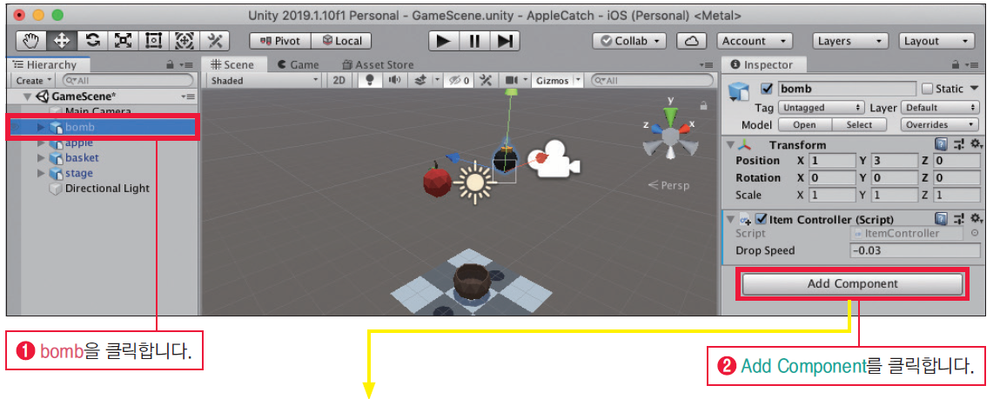 Unity 2019.1.10f1 Personal - GameScene.unity - AppleCatch - iOS (Personal) <Metal>
Pivot Local Collab Account Layers Layout
Hierarchy
Create All
GameScene*
Main Camera
bomb
apple
basket
stage
Directional Light
Scene Game Asset Store
Shaded 2D 0 Gizmos All
y
z x
Persp
Inspector
bomb Static
Tag Untagged Layer Default
Model Open Select Overrides
Transform
Position X 1 Y 3 Z 0
Rotation X 0 Y 0 Z 0
Scale X 1 Y 1 Z 1
Item Controller (Script)
Script ItemController
Drop Speed -0.03
Add Component
❶ bomb을 클릭합니다.
❷ Add Component를 클릭합니다.